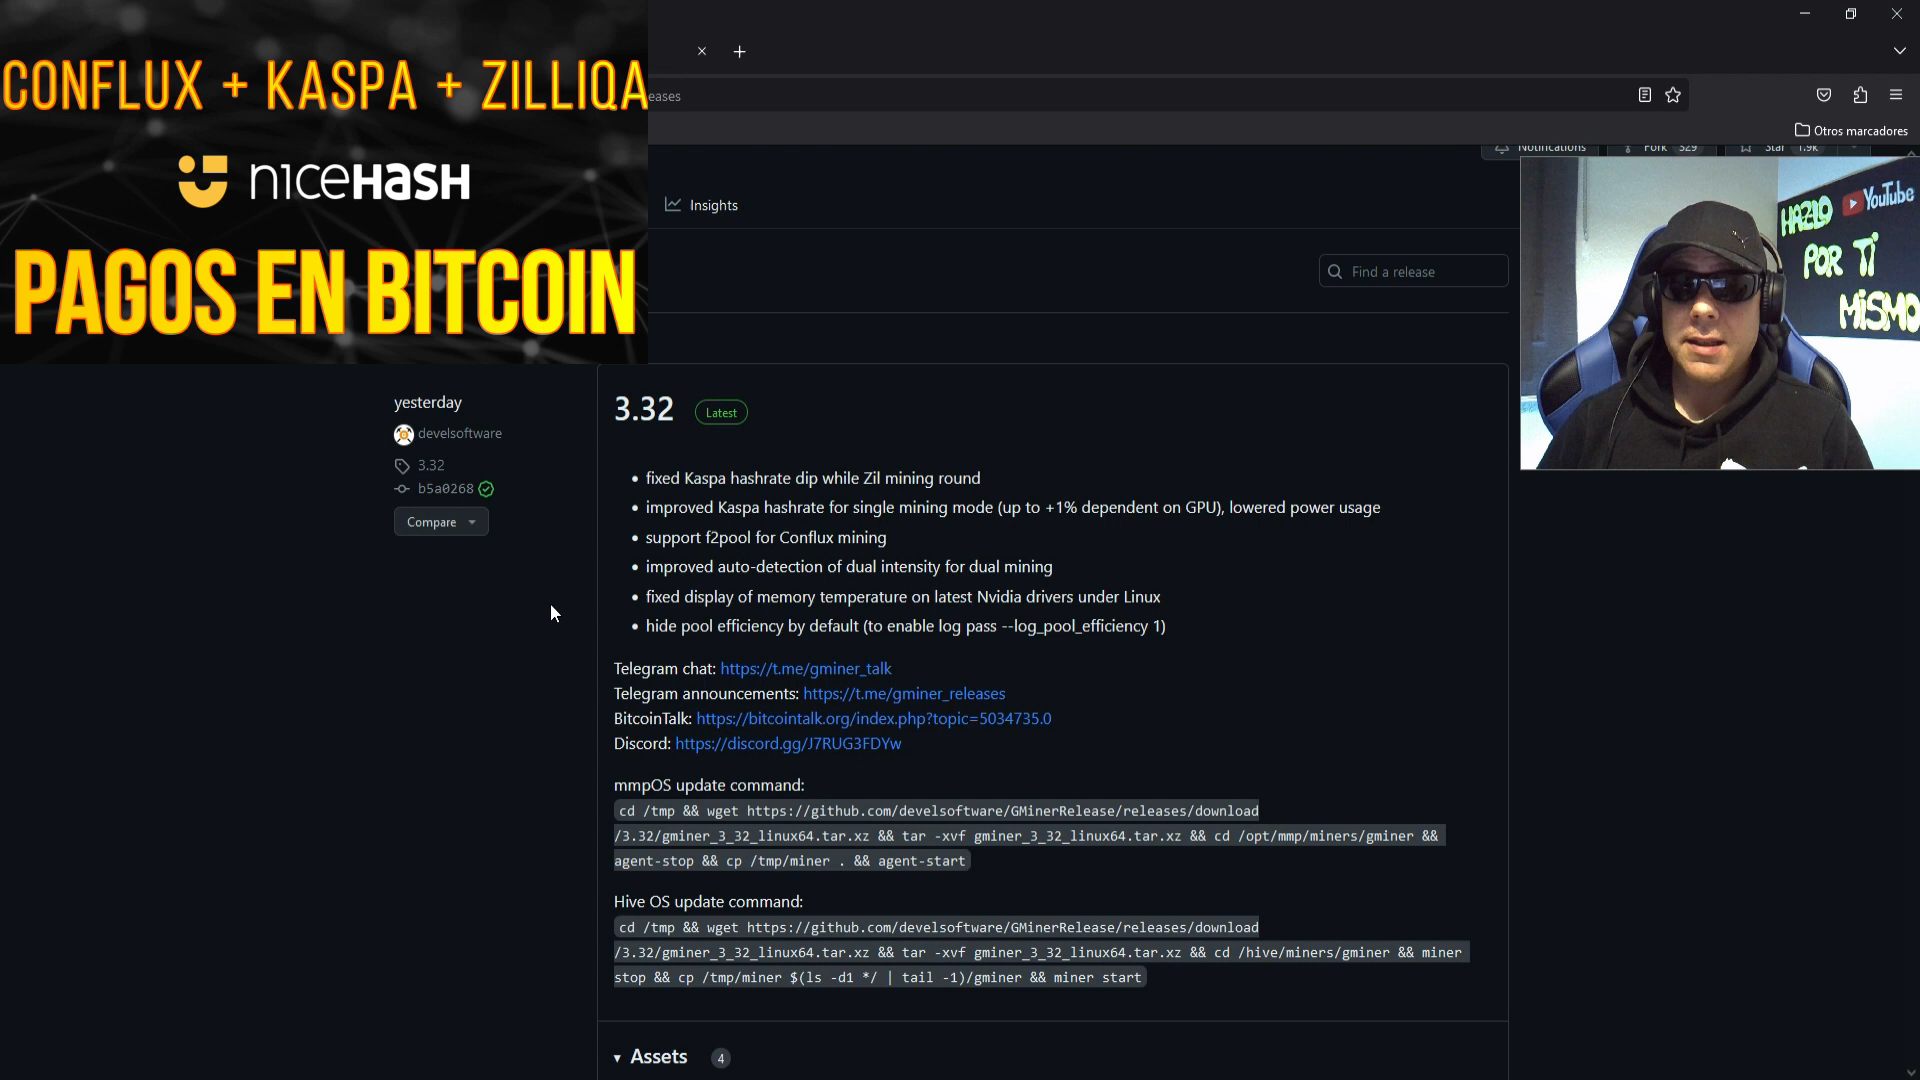 CONFLUX + KASPA + ZILLIQA
niceHash
PAGOS EN BITCOIN
eases
Otros marcadores
Notifications
Fork 329
Star 1.9k
Insights
Find a release
HAZLO
POR Ti
MiSMO
YouTube
yesterday
develsoftware
3.32
b5a0268
Compare
3.32 Latest
• fixed Kaspa hashrate dip while Zil mining round
• improved Kaspa hashrate for single mining mode (up to +1% dependent on GPU), lowered power usage
• support f2pool for Conflux mining
• improved auto-detection of dual intensity for dual mining
• fixed display of memory temperature on latest Nvidia drivers under Linux
• hide pool efficiency by default (to enable log pass --log_pool_efficiency 1)
Telegram chat: https://t.me/gminer_talk
Telegram announcements: https://t.me/gminer_releases
BitcoinTalk: https://bitcointalk.org/index.php?topic=5034735.0
Discord: https://discord.gg/J7RUG3FDYw
mmpOS update command:
cd /tmp && wget https://github.com/develsoftware/GMinerRelease/releases/download
/3.32/gminer_3_32_linux64.tar.xz && tar -xvf gminer_3_32_linux64.tar.xz && cd /opt/mmp/miners/gminer &&
agent-stop && cp /tmp/miner . && agent-start
Hive OS update command:
cd /tmp && wget https://github.com/develsoftware/GMinerRelease/releases/download
/3.32/gminer_3_32_linux64.tar.xz && tar -xvf gminer_3_32_linux64.tar.xz && cd /hive/miners/gminer && miner
stop && cp /tmp/miner $(ls -d1 */ | tail -1)/gminer && miner start
Assets 4